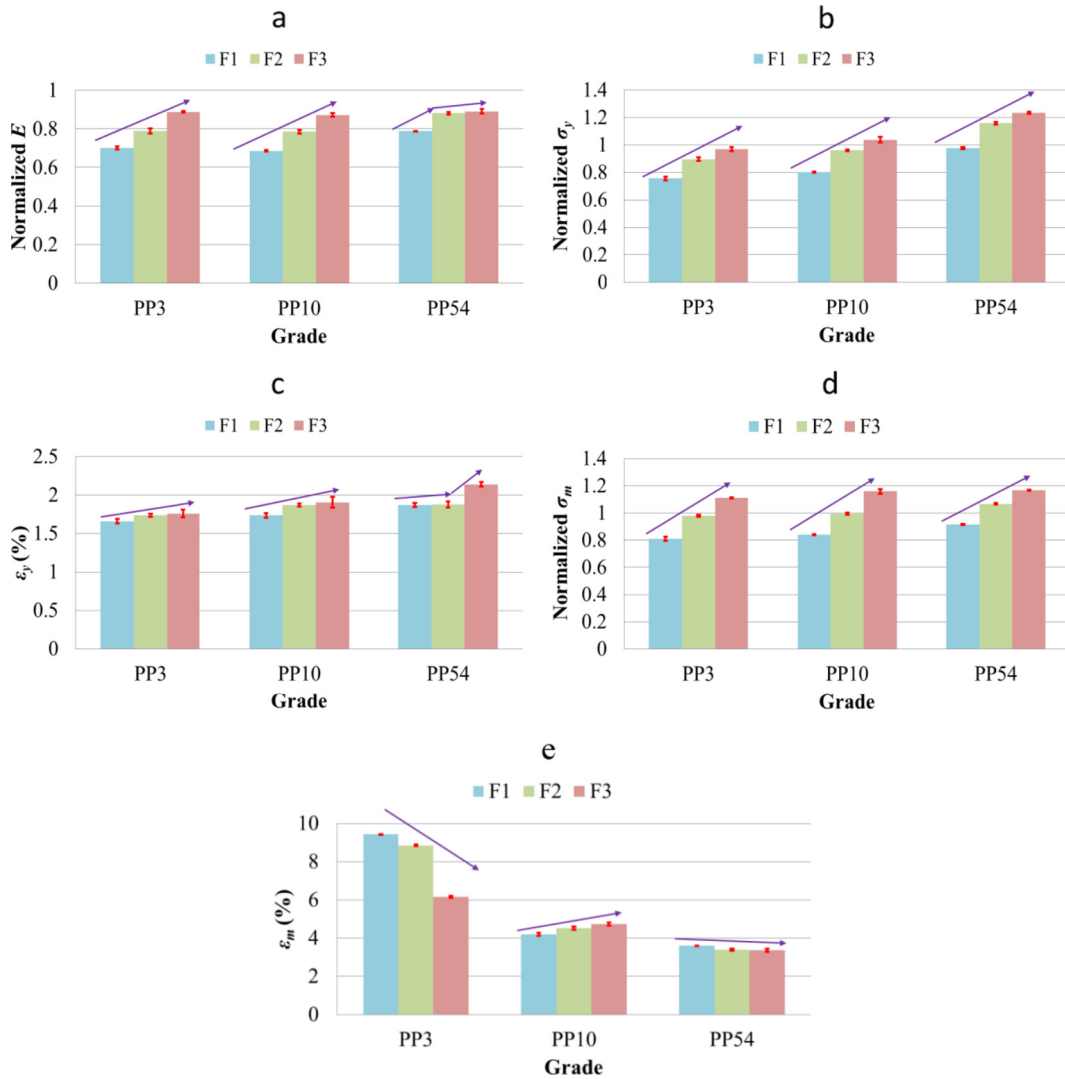 a
F1 F2 F3
Normalized E
1
0.8
0.6
0.4
0.2
0
PP3 PP10 PP54
Grade
b
F1 F2 F3
Normalized σy
1.4
1.2
1
0.8
0.6
0.4
0.2
0
PP3 PP10 PP54
Grade
c
F1 F2 F3
εy (%)
2.5
2
1.5
1
0.5
0
PP3 PP10 PP54
Grade
d
F1 F2 F3
Normalized σm
1.4
1.2
1
0.8
0.6
0.4
0.2
0
PP3 PP10 PP54
Grade
e
F1 F2 F3
εm (%)
10
8
6
4
2
0
PP3 PP10 PP54
Grade